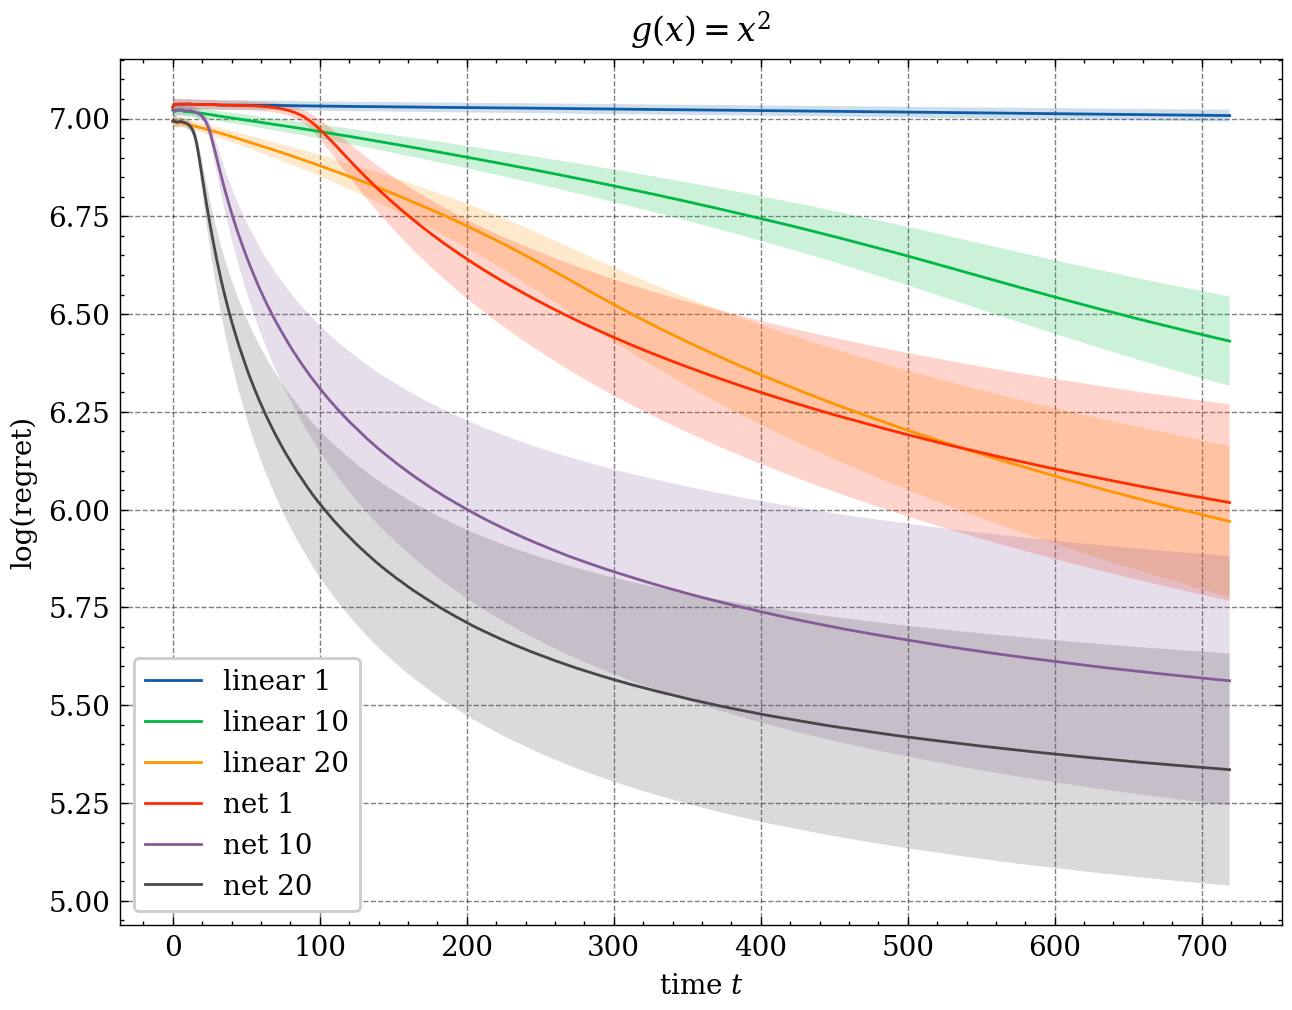 g(x) = x²
log(regret)
7.00
6.75
6.50
6.25
6.00
5.75
5.50
5.25
5.00
linear 1
linear 10
linear 20
net 1
net 10
net 20
0 100 200 300 400 500 600 700
time t